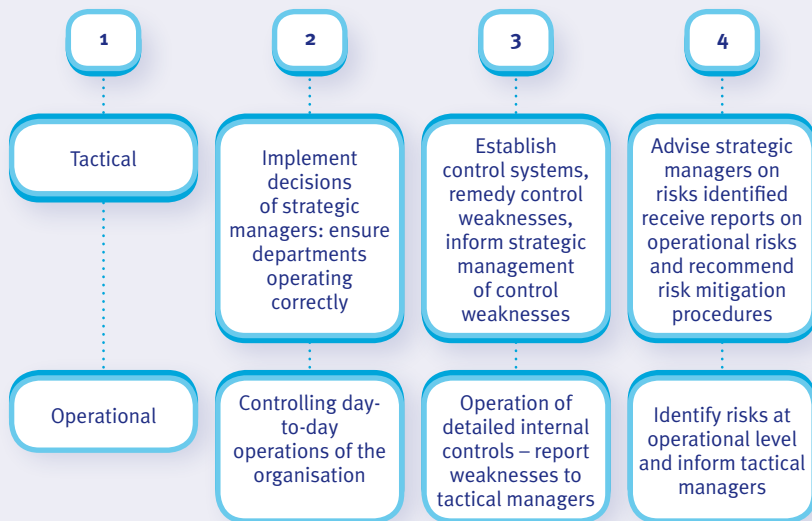 1
2
3
4
Tactical
Implement
decisions
of strategic
managers: ensure
departments
operating
correctly
Establish
control systems,
remedy control
weaknesses,
inform strategic
management
of control
weaknesses
Advise strategic
managers on
risks identified
receive reports on
operational risks
and recommend
risk mitigation
procedures
Operational
Controlling day-
to-day
operations of the
organisation
Operation of
detailed internal
controls – report
weaknesses to
tactical managers
Identify risks at
operational level
and inform tactical
managers